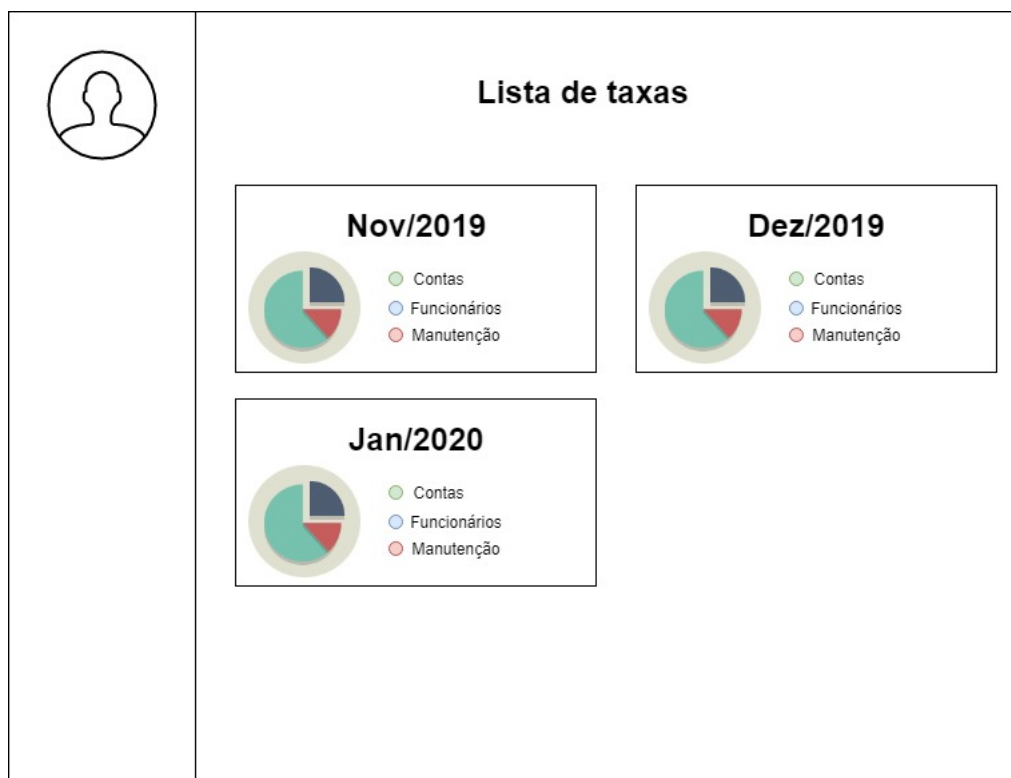 Lista de taxas
Nov/2019
Contas
Funcionários
Manutenção
Dez/2019
Contas
Funcionários
Manutenção
Jan/2020
Contas
Funcionários
Manutenção